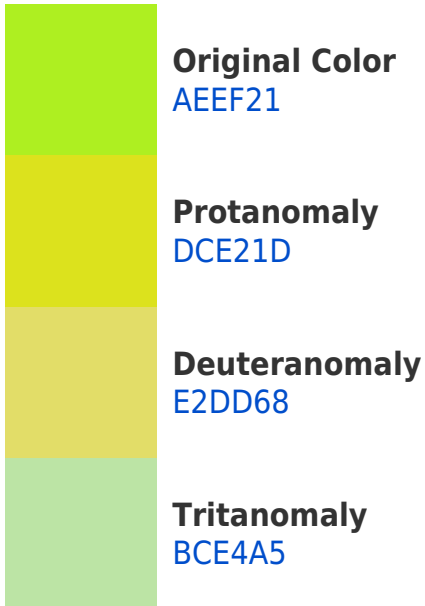 Original Color
AEEF21
Protanomaly
DCE21D
Deuteranomaly
E2DD68
Tritanomaly
BCE4A5